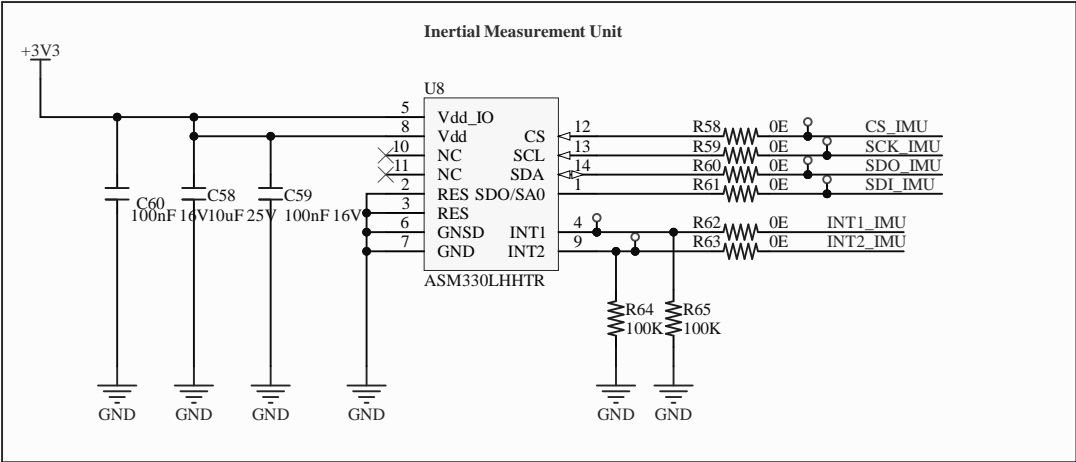 Inertial Measurement Unit
+3V3
U8
5 Vdd_IO
8 Vdd CS 12 R58 0E CS_IMU
10 NC SCL 13 R59 0E SCK_IMU
11 NC SDA 14 R60 0E SDO_IMU
2 RES SDO/SA0 1 R61 0E SDI_IMU
3 RES
6 GNSD INT1 4 R62 0E INT1_IMU
7 GND INT2 9 R63 0E INT2_IMU
ASM330LHHTR
C60 C58 C59
100nF 16V 10uF 25V 100nF 16V
R64 R65
100K 100K
GND GND GND GND GND GND